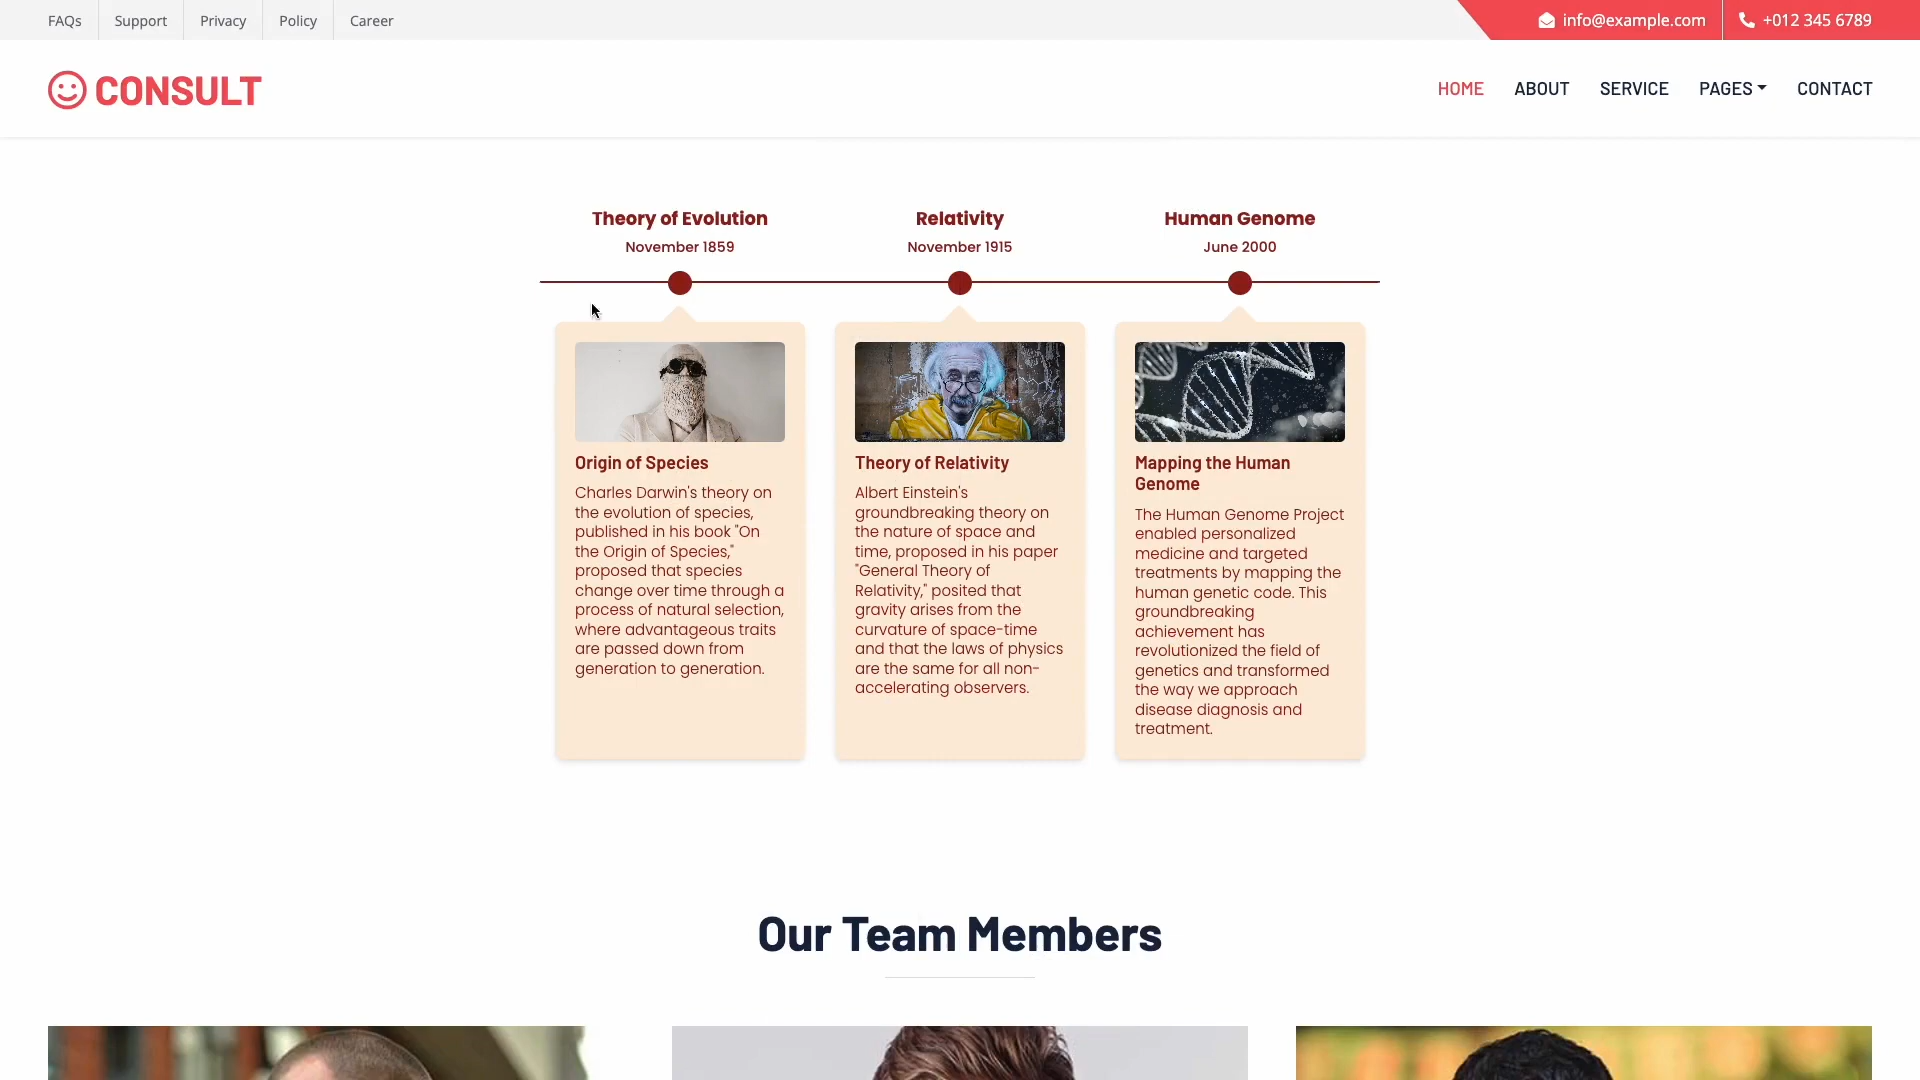 FAQs Support Privacy Policy Career info@example.com +012 345 6789
CONSULT HOME ABOUT SERVICE PAGES CONTACT
Theory of Evolution
November 1859
Relativity
November 1915
Human Genome
June 2000
Origin of Species
Charles Darwin's theory on
the evolution of species,
published in his book "On
the Origin of Species,"
proposed that species
change over time through a
process of natural selection,
where advantageous traits
are passed down from
generation to generation.
Theory of Relativity
Albert Einstein's
groundbreaking theory on
the nature of space and
time, proposed in his paper
"General Theory of
Relativity," posited that
gravity arises from the
curvature of space-time
and that the laws of physics
are the same for all non-
accelerating observers.
Mapping the Human
Genome
The Human Genome Project
enabled personalized
medicine and targeted
treatments by mapping the
human genetic code. This
groundbreaking
achievement has
revolutionized the field of
genetics and transformed
the way we approach
disease diagnosis and
treatment.
Our Team Members